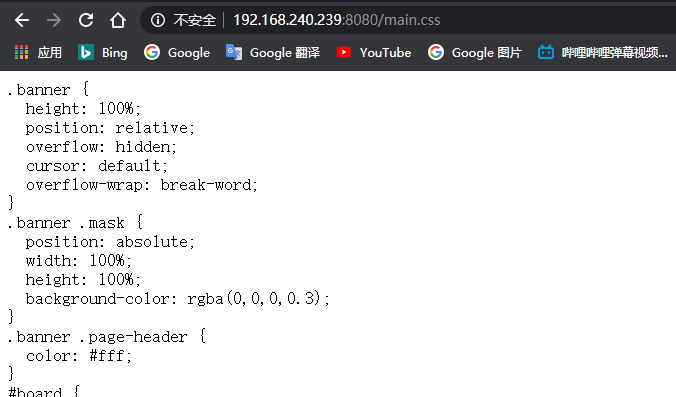 不安全 192.168.240.239:8080/main.css
应用 Bing Google Google 翻译 YouTube Google 图片 哔哩哔哩弹幕视频...
.banner {
  height: 100%;
  position: relative;
  overflow: hidden;
  cursor: default;
  overflow-wrap: break-word;
}
.banner .mask {
  position: absolute;
  width: 100%;
  height: 100%;
  background-color: rgba(0,0,0,0.3);
}
.banner .page-header {
  color: #fff;
}
#board {